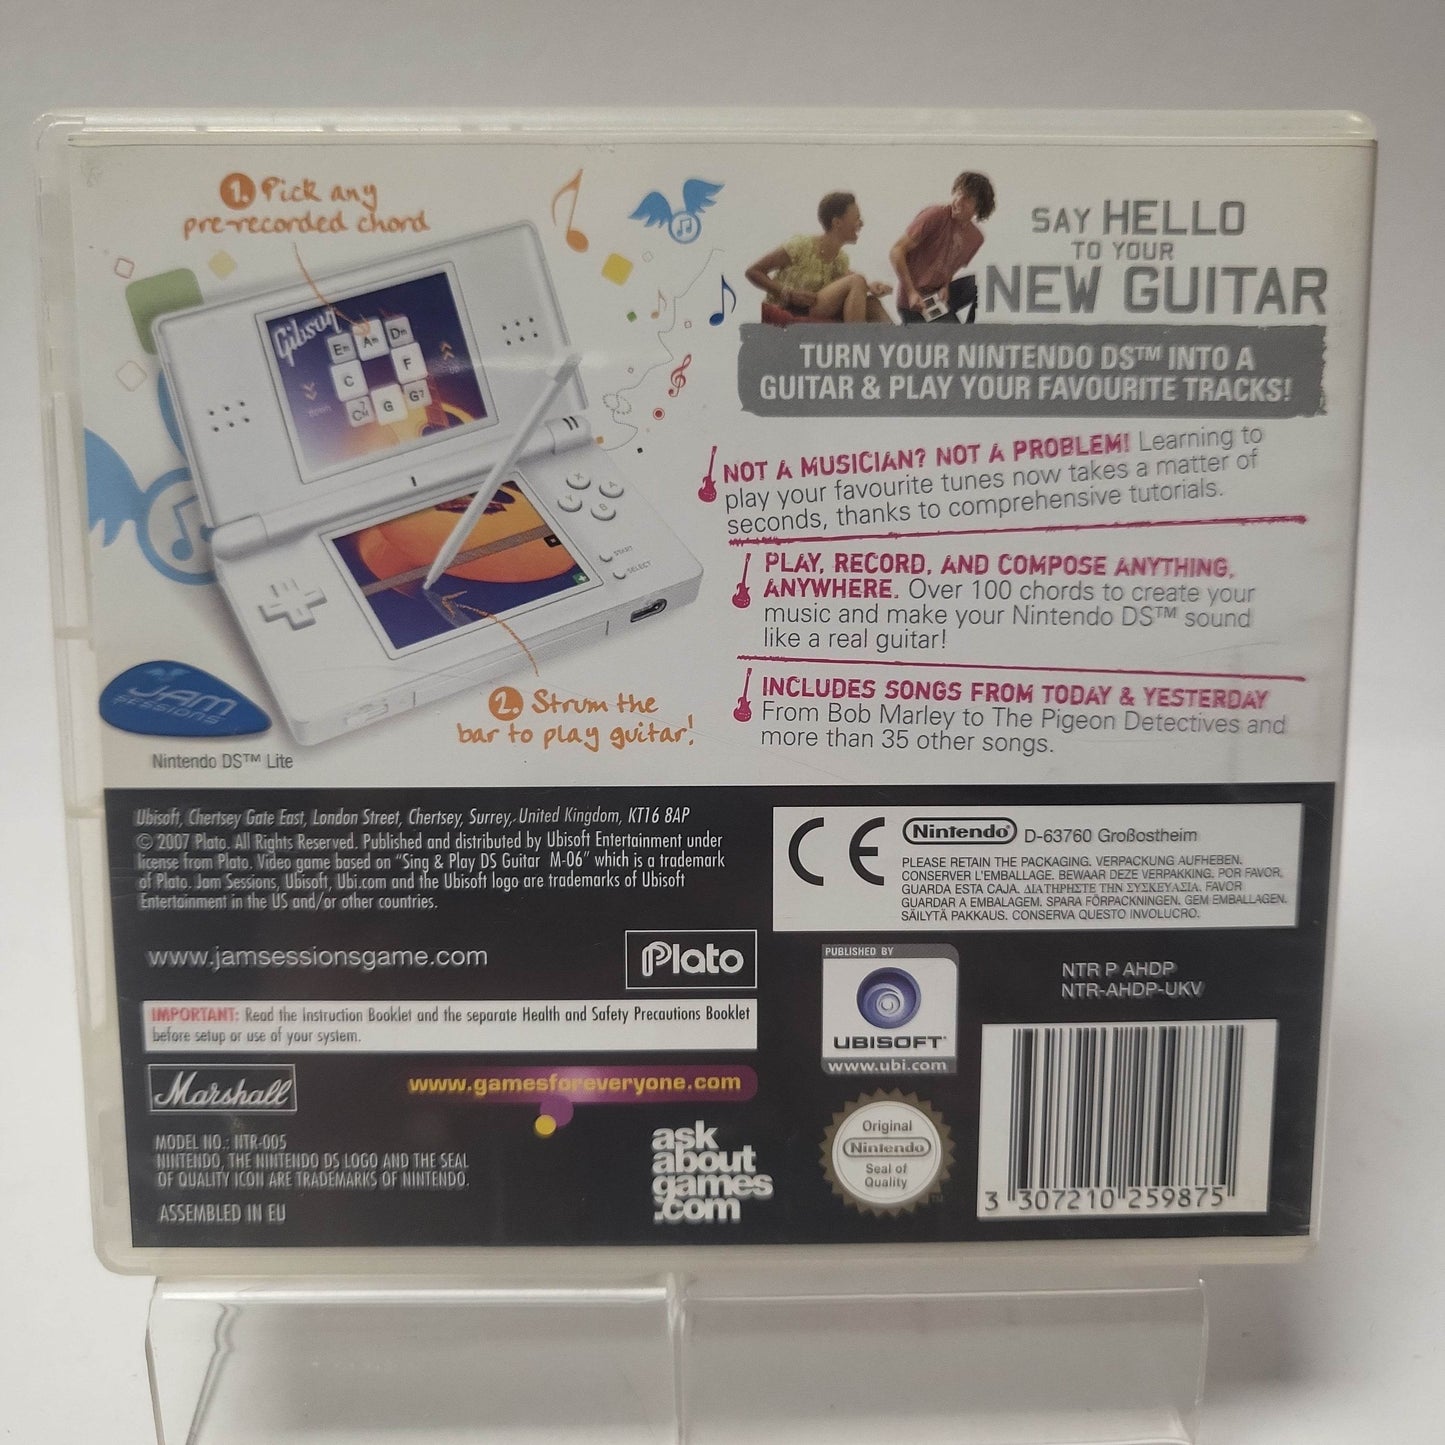 1. Pick any
pre-recorded chord
Gibson
Em
Am
Dm
C
F
G
G7
down
START
SELECT
JAM
SESSIONS
Nintendo DS™ Lite
2. Strum the
bar to play guitar!
SAY HELLO
TO YOUR
NEW GUITAR
TURN YOUR NINTENDO DS™ INTO A
GUITAR & PLAY YOUR FAVOURITE TRACKS!
NOT A MUSICIAN? NOT A PROBLEM! Learning to
play your favourite tunes now takes a matter of
seconds, thanks to comprehensive tutorials.
PLAY, RECORD, AND COMPOSE ANYTHING,
ANYWHERE. Over 100 chords to create your
music and make your Nintendo DS™ sound
like a real guitar!
INCLUDES SONGS FROM TODAY & YESTERDAY
From Bob Marley to The Pigeon Detectives and
more than 35 other songs.
Ubisoft, Chertsey Gate East, London Street, Chertsey, Surrey, United Kingdom, KT16 8AP
© 2007 Plato. All Rights Reserved. Published and distributed by Ubisoft Entertainment under
license from Plato. Video game based on "Sing & Play DS Guitar M-06" which is a trademark
of Plato. Jam Sessions, Ubisoft, Ubi.com and the Ubisoft logo are trademarks of Ubisoft
Entertainment in the US and/or other countries.
www.jamsessionsgame.com
Plato
IMPORTANT: Read the Instruction Booklet and the separate Health and Safety Precautions Booklet
before setup or use of your system.
Marshall
www.gamesforeveryone.com
MODEL NO.: NTR-005
NINTENDO, THE NINTENDO DS LOGO AND THE SEAL
OF QUALITY ICON ARE TRADEMARKS OF NINTENDO.
ASSEMBLED IN EU
ask
about
games
.com
CE
Nintendo D-63760 Großostheim
PLEASE RETAIN THE PACKAGING. VERPACKUNG AUFHEBEN.
CONSERVER L'EMBALLAGE. BEWAAR DEZE VERPAKKING. POR FAVOR,
GUARDA ESTA CAJA. ΔΙΑΤΗΡΗΣΤΕ ΤΗΝ ΣΥΣΚΕΥΑΣΙΑ. FAVOR
GUARDAR A EMBALAGEM. SPARA FÖRPACKNINGEN. GEM EMBALLAGEN.
SÄILYTÄ PAKKAUS. CONSERVA QUESTO INVOLUCRO.
PUBLISHED BY
UBISOFT
www.ubi.com
NTR P AHDP
NTR-AHDP-UKV
Original
Nintendo
Seal of
Quality
3 307210 259875